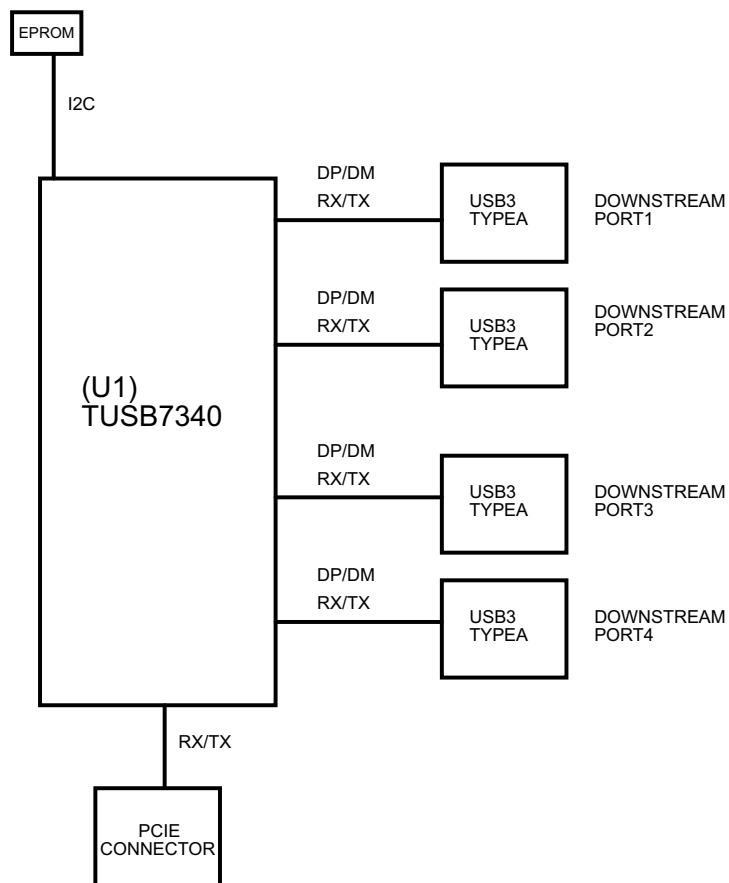 EPROM
I2C
DP/DM
RX/TX
USB3
TYPEA
DOWNSTREAM
PORT1
DP/DM
RX/TX
USB3
TYPEA
DOWNSTREAM
PORT2
(U1)
TUSB7340
DP/DM
RX/TX
USB3
TYPEA
DOWNSTREAM
PORT3
DP/DM
RX/TX
USB3
TYPEA
DOWNSTREAM
PORT4
RX/TX
PCIE
CONNECTOR